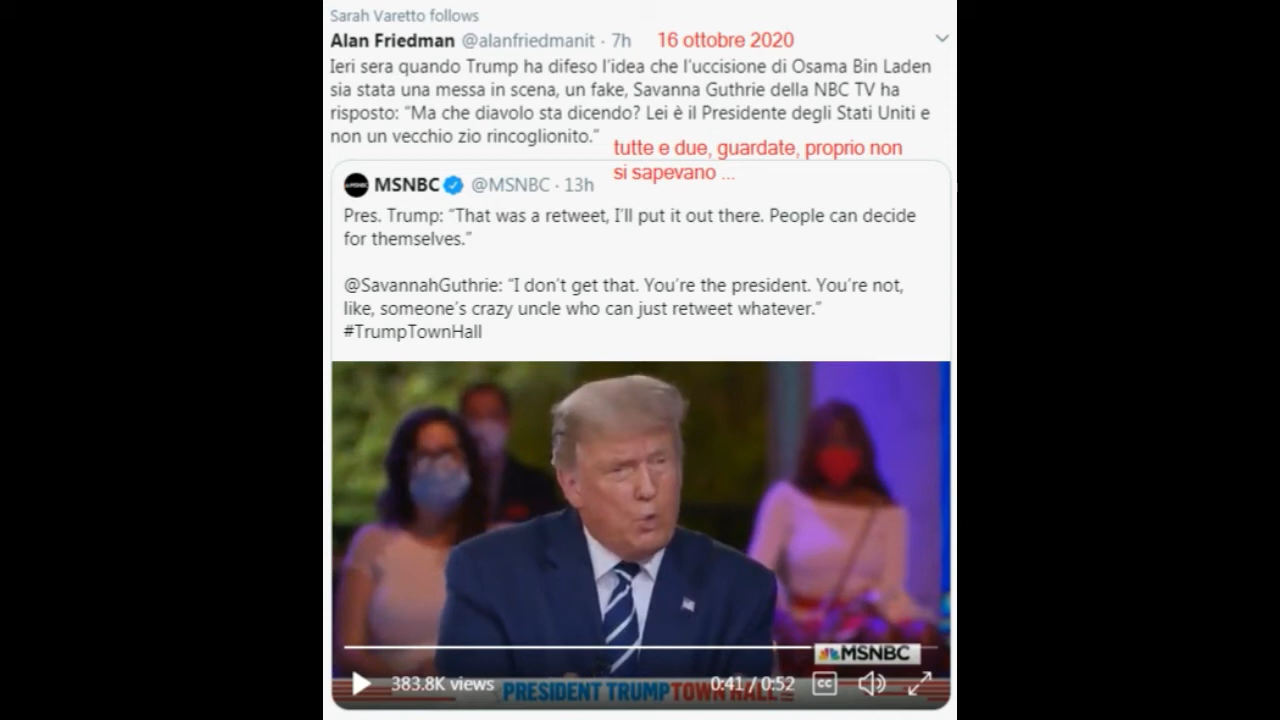 Sarah Varetto follows
Alan Friedman @alanfriedmanit · 7h 16 ottobre 2020
Ieri sera quando Trump ha difeso l'idea che l'uccisione di Osama Bin Laden
sia stata una messa in scena, un fake, Savanna Guthrie della NBC TV ha
risposto: "Ma che diavolo sta dicendo? Lei è il Presidente degli Stati Uniti e
non un vecchio zio rincoglionito."
tutte e due, guardate, proprio non
si sapevano ...
MSNBC @MSNBC · 13h
Pres. Trump: "That was a retweet, I'll put it out there. People can decide
for themselves."
@SavannahGuthrie: "I don't get that. You're the president. You're not,
like, someone's crazy uncle who can just retweet whatever."
#TrumpTownHall
MSNBC
383.8K views
0:41 / 0:52
CC
PRESIDENT TRUMP TOWN HALL